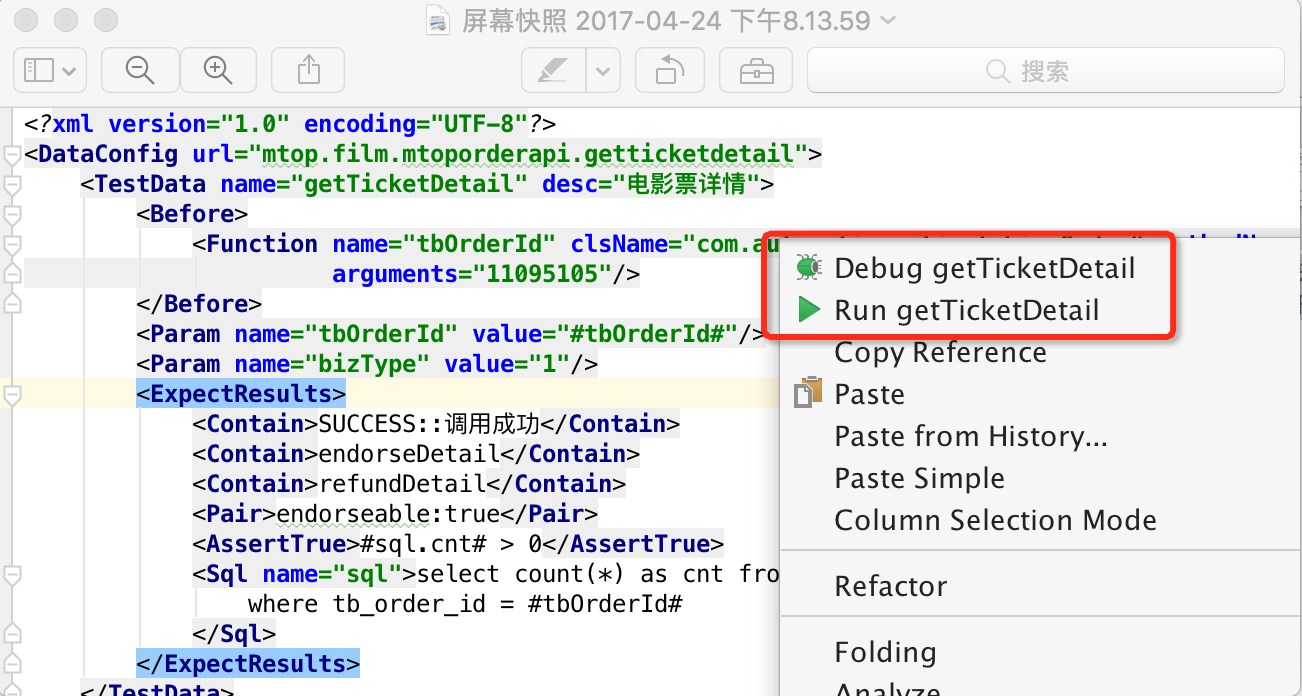 屏幕快照 2017-04-24 下午8.13.59
搜索
<?xml version="1.0" encoding="UTF-8"?>
<DataConfig url="mtop.film.mtoporderapi.getticketdetail">
<TestData name="getTicketDetail" desc="电影票详情">
<Before>
<Function name="tbOrderId" clsName="com.au
arguments="11095105"/>
</Before>
<Param name="tbOrderId" value="#tbOrderId#"/>
<Param name="bizType" value="1"/>
<ExpectResults>
<Contain>SUCCESS::调用成功</Contain>
<Contain>endorseDetail</Contain>
<Contain>refundDetail</Contain>
<Pair>endorseable:true</Pair>
<AssertTrue>#sql.cnt# > 0</AssertTrue>
<Sql name="sql">select count(*) as cnt fro
where tb_order_id = #tbOrderId#
</Sql>
</ExpectResults>
</TestData>
Debug getTicketDetail
Run getTicketDetail
Copy Reference
Paste
Paste from History...
Paste Simple
Column Selection Mode
Refactor
Folding
Analyze